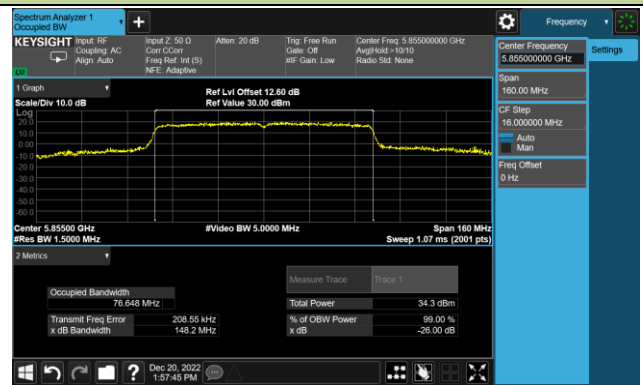 Spectrum Analyzer 1
Occupied BW
Frequency
KEYSIGHT
Input: RF
Coupling: AC
Align: Auto
Input Z: 50 Ω
Corr CCorr
Freq Ref: Int (S)
NFE: Adaptive
Atten: 20 dB
Trig: Free Run
Gate: Off
#IF Gain: Low
Center Freq: 5.855000000 GHz
Avg|Hold:>10/10
Radio Std: None
Center Frequency
5.855000000 GHz
Settings
Span
160.00 MHz
CF Step
16.000000 MHz
Auto
Man
Freq Offset
0 Hz
1 Graph
Scale/Div 10.0 dB
Ref Lvl Offset 12.60 dB
Ref Value 30.00 dBm
Log
20.0
10.0
0.00
-10.0
-20.0
-30.0
-40.0
-50.0
-60.0
Center 5.85500 GHz
#Video BW 5.0000 MHz
Span 160 MHz
#Res BW 1.5000 MHz
Sweep 1.07 ms (2001 pts)
2 Metrics
Measure Trace
Trace 1
Occupied Bandwidth
76.648 MHz
Total Power
34.3 dBm
Transmit Freq Error
208.55 kHz
% of OBW Power
99.00 %
x dB Bandwidth
148.2 MHz
x dB
-26.00 dB
?
Dec 20, 2022
1:57:45 PM